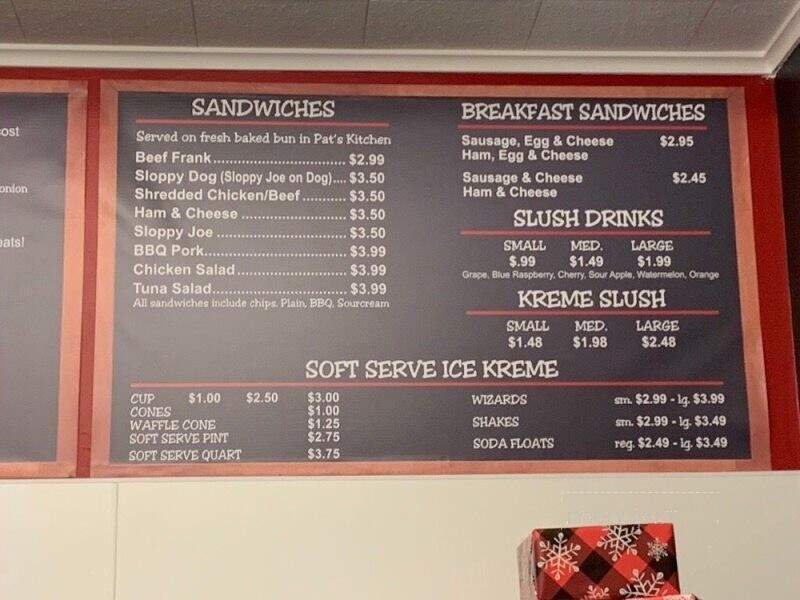 cost
onion
eats!
SANDWICHES
Served on fresh baked bun in Pat's Kitchen
Beef Frank.............................. $2.99
Sloppy Dog (Sloppy Joe on Dog).... $3.50
Shredded Chicken/Beef ........... $3.50
Ham & Cheese ........................ $3.50
Sloppy Joe ............................. $3.50
BBQ Pork................................ $3.99
Chicken Salad......................... $3.99
Tuna Salad.............................. $3.99
All sandwiches include chips. Plain, BBQ, Sourcream
BREAKFAST SANDWICHES
Sausage, Egg & Cheese $2.95
Ham, Egg & Cheese
Sausage & Cheese $2.45
Ham & Cheese
SLUSH DRINKS
SMALL MED. LARGE
$.99 $1.49 $1.99
Grape, Blue Raspberry, Cherry, Sour Apple, Watermelon, Orange
KREME SLUSH
SMALL MED. LARGE
$1.48 $1.98 $2.48
SOFT SERVE ICE KREME
CUP $1.00 $2.50 $3.00
CONES $1.00
WAFFLE CONE $1.25
SOFT SERVE PINT $2.75
SOFT SERVE QUART $3.75
WIZARDS sm. $2.99 - lg. $3.99
SHAKES sm. $2.99 - lg. $3.49
SODA FLOATS reg. $2.49 - lg. $3.49